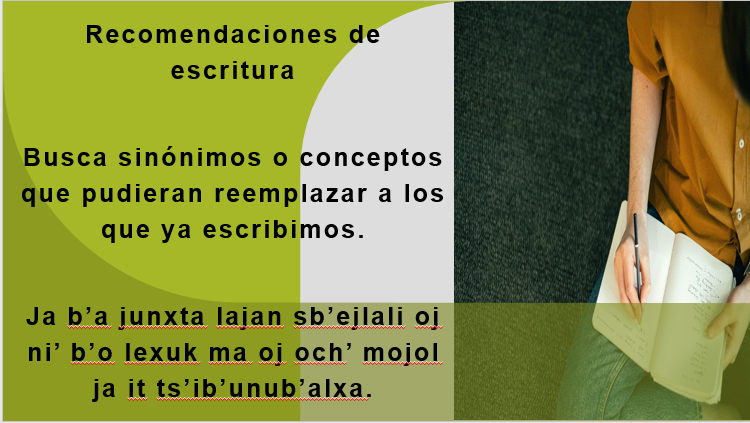 Recomendaciones de
escritura
Busca sinónimos o conceptos
que pudieran reemplazar a los
que ya escribimos.
Ja b’a junxta lajan sb’ejlali oj
ni’ b’o lexuk ma oj och’ mojol
ja it ts’ib’unub’alxa.